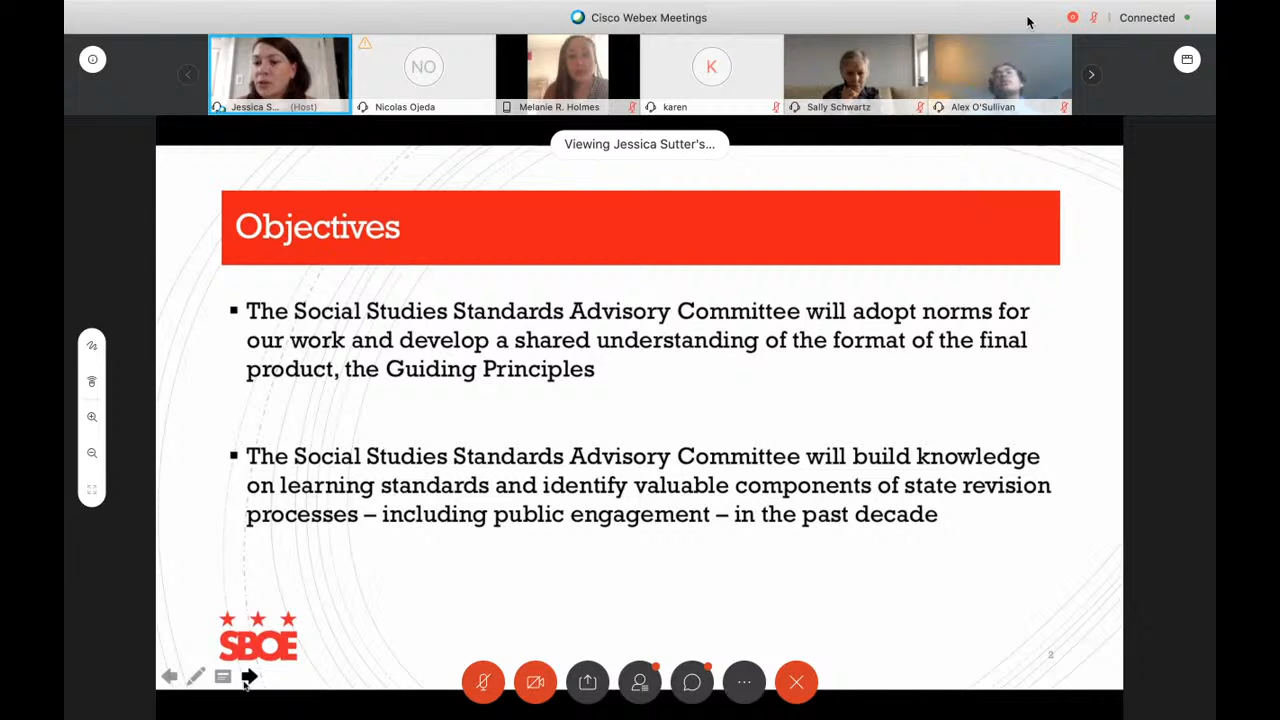 Cisco Webex Meetings
Connected
NO
K
Jessica S... (Host)
Nicolas Ojeda
Melanie R. Holmes
karen
Sally Schwartz
Alex O'Sullivan
Viewing Jessica Sutter's...
Objectives
▪ The Social Studies Standards Advisory Committee will adopt norms for
our work and develop a shared understanding of the format of the final
product, the Guiding Principles
▪ The Social Studies Standards Advisory Committee will build knowledge
on learning standards and identify valuable components of state revision
processes – including public engagement – in the past decade
SBOE
2